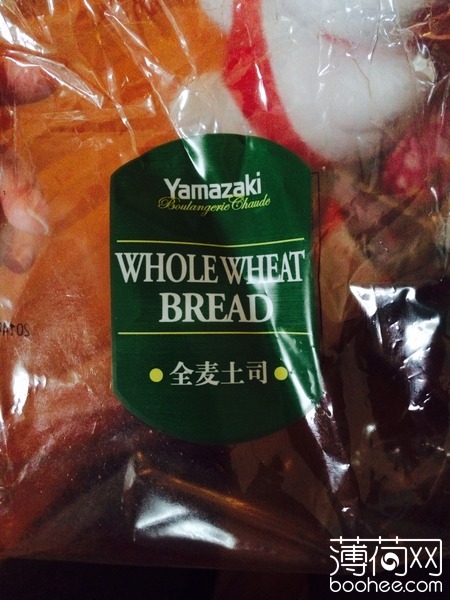 Yamazaki
Boulangerie Chaude
WHOLE WHEAT
BREAD
全麦土司
薄荷网
boohee.com